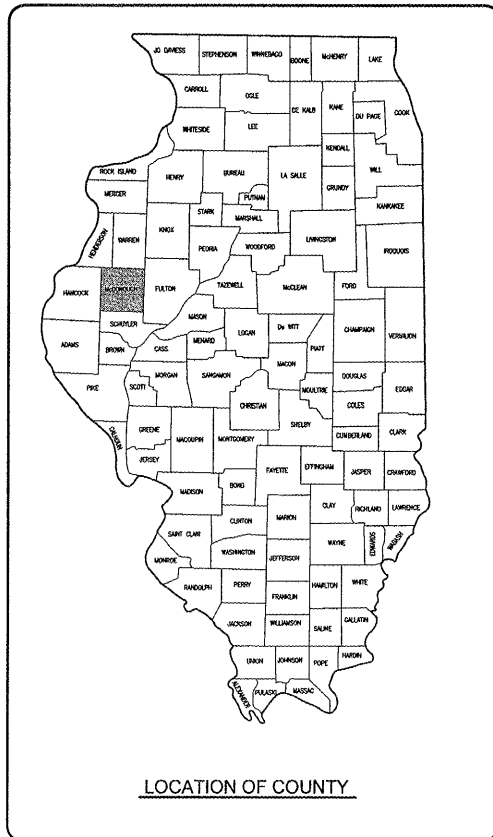 JO DAVIESS STEPHENSON WINNEBAGO BOONE McHENRY LAKE
CARROLL OGLE DE KALB KANE COOK
DU PAGE
WHITESIDE LEE
KENDALL
ROCK ISLAND HENRY BUREAU LA SALLE GRUNDY WILL
MERCER PUTNAM KANKAKEE
STARK MARSHALL
HENDERSON WARREN KNOX PEORIA WOODFORD LIVINGSTON IROQUOIS
HANCOCK McDONOUGH FULTON TAZEWELL McCLEAN FORD
MASON
SCHUYLER LOGAN De WITT CHAMPAIGN VERMILION
ADAMS BROWN CASS MENARD PIATT
MACON
PIKE SCOTT MORGAN SANGAMON MOULTRIE DOUGLAS EDGAR
CHRISTIAN COLES
CALHOUN GREENE MACOUPIN MONTGOMERY SHELBY CUMBERLAND CLARK
JERSEY FAYETTE EFFINGHAM JASPER CRAWFORD
MADISON BOND CLAY RICHLAND LAWRENCE
CLINTON MARION
SAINT CLAIR WAYNE EDWARDS WABASH
MONROE WASHINGTON JEFFERSON
RANDOLPH PERRY HAMILTON WHITE
FRANKLIN
JACKSON WILLIAMSON SALINE GALLATIN
UNION JOHNSON POPE HARDIN
ALEXANDER PULASKI MASSAC
LOCATION OF COUNTY